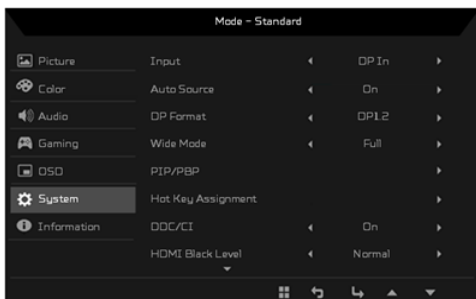 Mode - Standard
Picture
Input
DP In
Color
Auto Source
On
Audio
DP Format
DP1.2
Gaming
Wide Mode
Full
OSD
PIP/PBP
System
Hot Key Assignment
Information
DDC/CI
On
HDMI Black Level
Normal